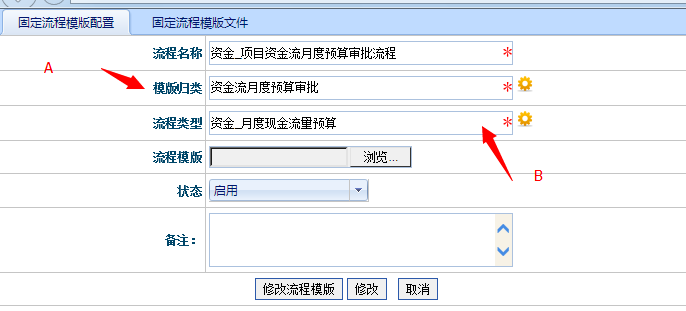 固定流程模版配置 固定流程模版文件
流程名称 资金_项目资金流月度预算审批流程 *
A
模版归类 资金流月度预算审批 *
流程类型 资金_月度现金流量预算 *
流程模版 浏览...
B
状态 启用
备注：
修改流程模版 修改 取消